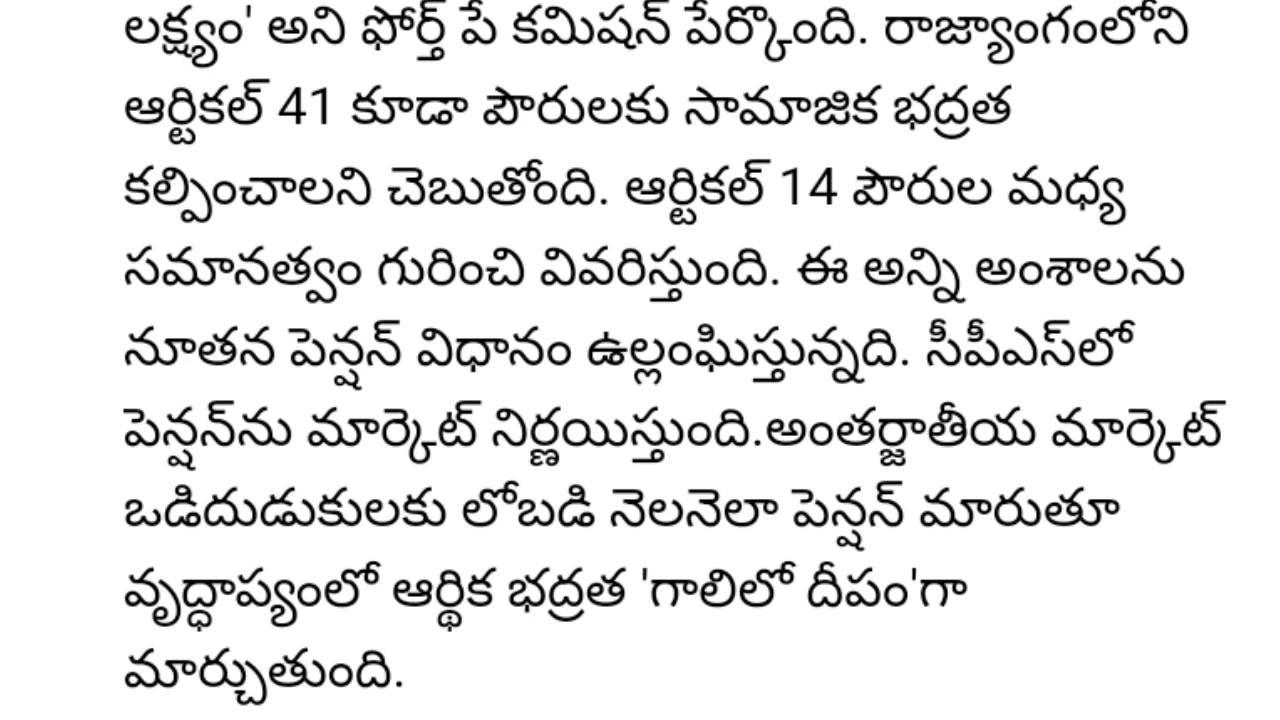 లక్ష్యం' అని ఫోర్త్ పే కమిషన్ పేర్కొంది. రాజ్యాంగంలోని
ఆర్టికల్ 41 కూడా పౌరులకు సామాజిక భద్రత
కల్పించాలని చెబుతోంది. ఆర్టికల్ 14 పౌరుల మధ్య
సమానత్వం గురించి వివరిస్తుంది. ఈ అన్ని అంశాలను
నూతన పెన్షన్ విధానం ఉల్లంఘిస్తున్నది. సీపీఎస్‌లో
పెన్షన్‌ను మార్కెట్ నిర్ణయిస్తుంది.అంతర్జాతీయ మార్కెట్
ఒడిదుడుకులకు లోబడి నెలనెలా పెన్షన్ మారుతూ
వృద్ధాప్యంలో ఆర్థిక భద్రత 'గాలిలో దీపం'గా
మార్చుతుంది.